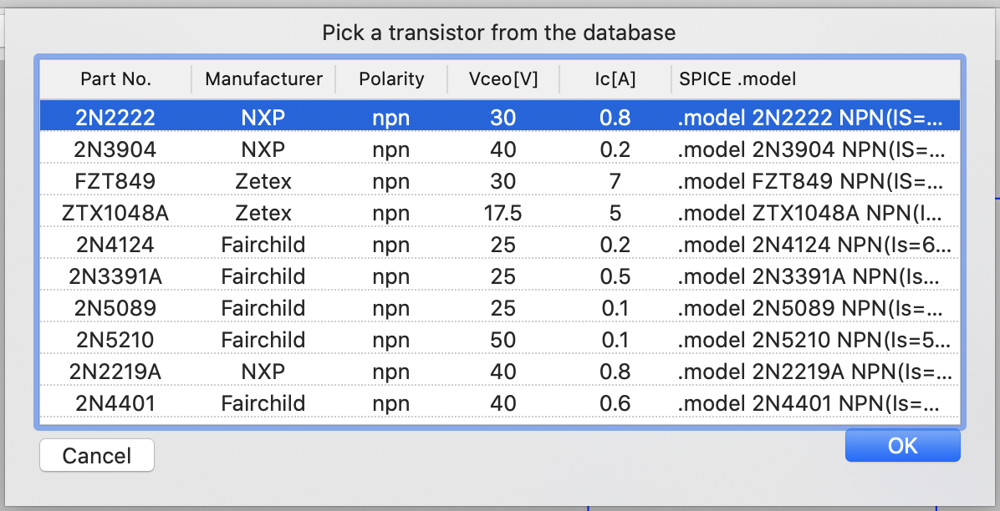 Pick a transistor from the database
Part No. Manufacturer Polarity Vceo[V] Ic[A] SPICE .model
2N2222 NXP npn 30 0.8 .model 2N2222 NPN(IS=...
2N3904 NXP npn 40 0.2 .model 2N3904 NPN(IS=...
FZT849 Zetex npn 30 7 .model FZT849 NPN(IS=...
ZTX1048A Zetex npn 17.5 5 .model ZTX1048A NPN(I...
2N4124 Fairchild npn 25 0.2 .model 2N4124 NPN(Is=6...
2N3391A Fairchild npn 25 0.5 .model 2N3391A NPN(Is...
2N5089 Fairchild npn 25 0.1 .model 2N5089 NPN(Is=...
2N5210 Fairchild npn 50 0.1 .model 2N5210 NPN(Is=5...
2N2219A NXP npn 40 0.8 .model 2N2219A NPN(Is=...
2N4401 Fairchild npn 40 0.6 .model 2N4401 NPN(Is=...
Cancel OK